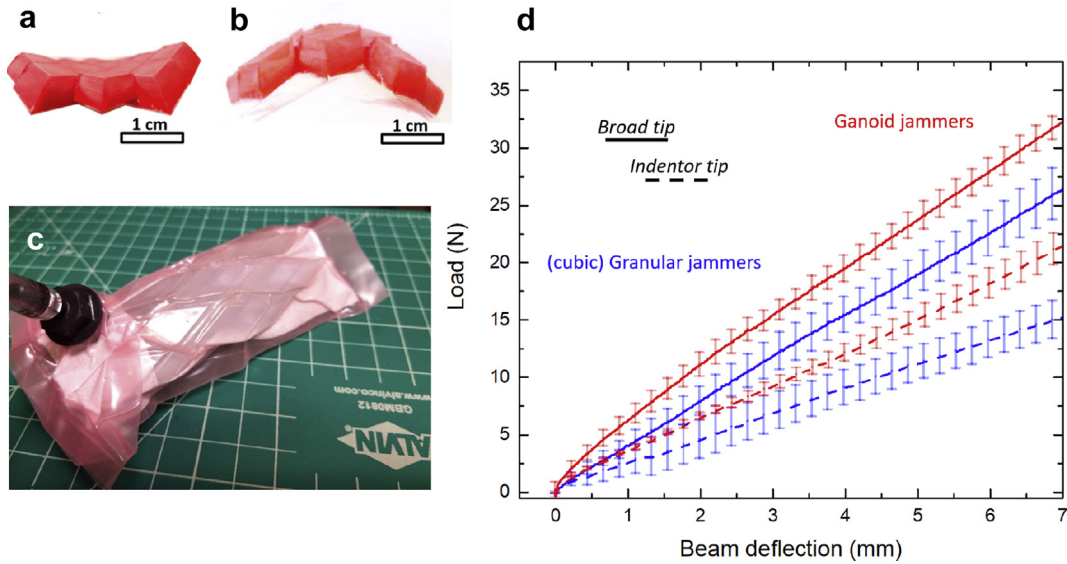 a
b
d
1 cm
1 cm
c
ALVIN
www.alvinco.com
GBM0812
Load (N)
35
30
25
20
15
10
5
0
Broad tip
Indentor tip
Ganoid jammers
(cubic) Granular jammers
0 1 2 3 4 5 6 7
Beam deflection (mm)